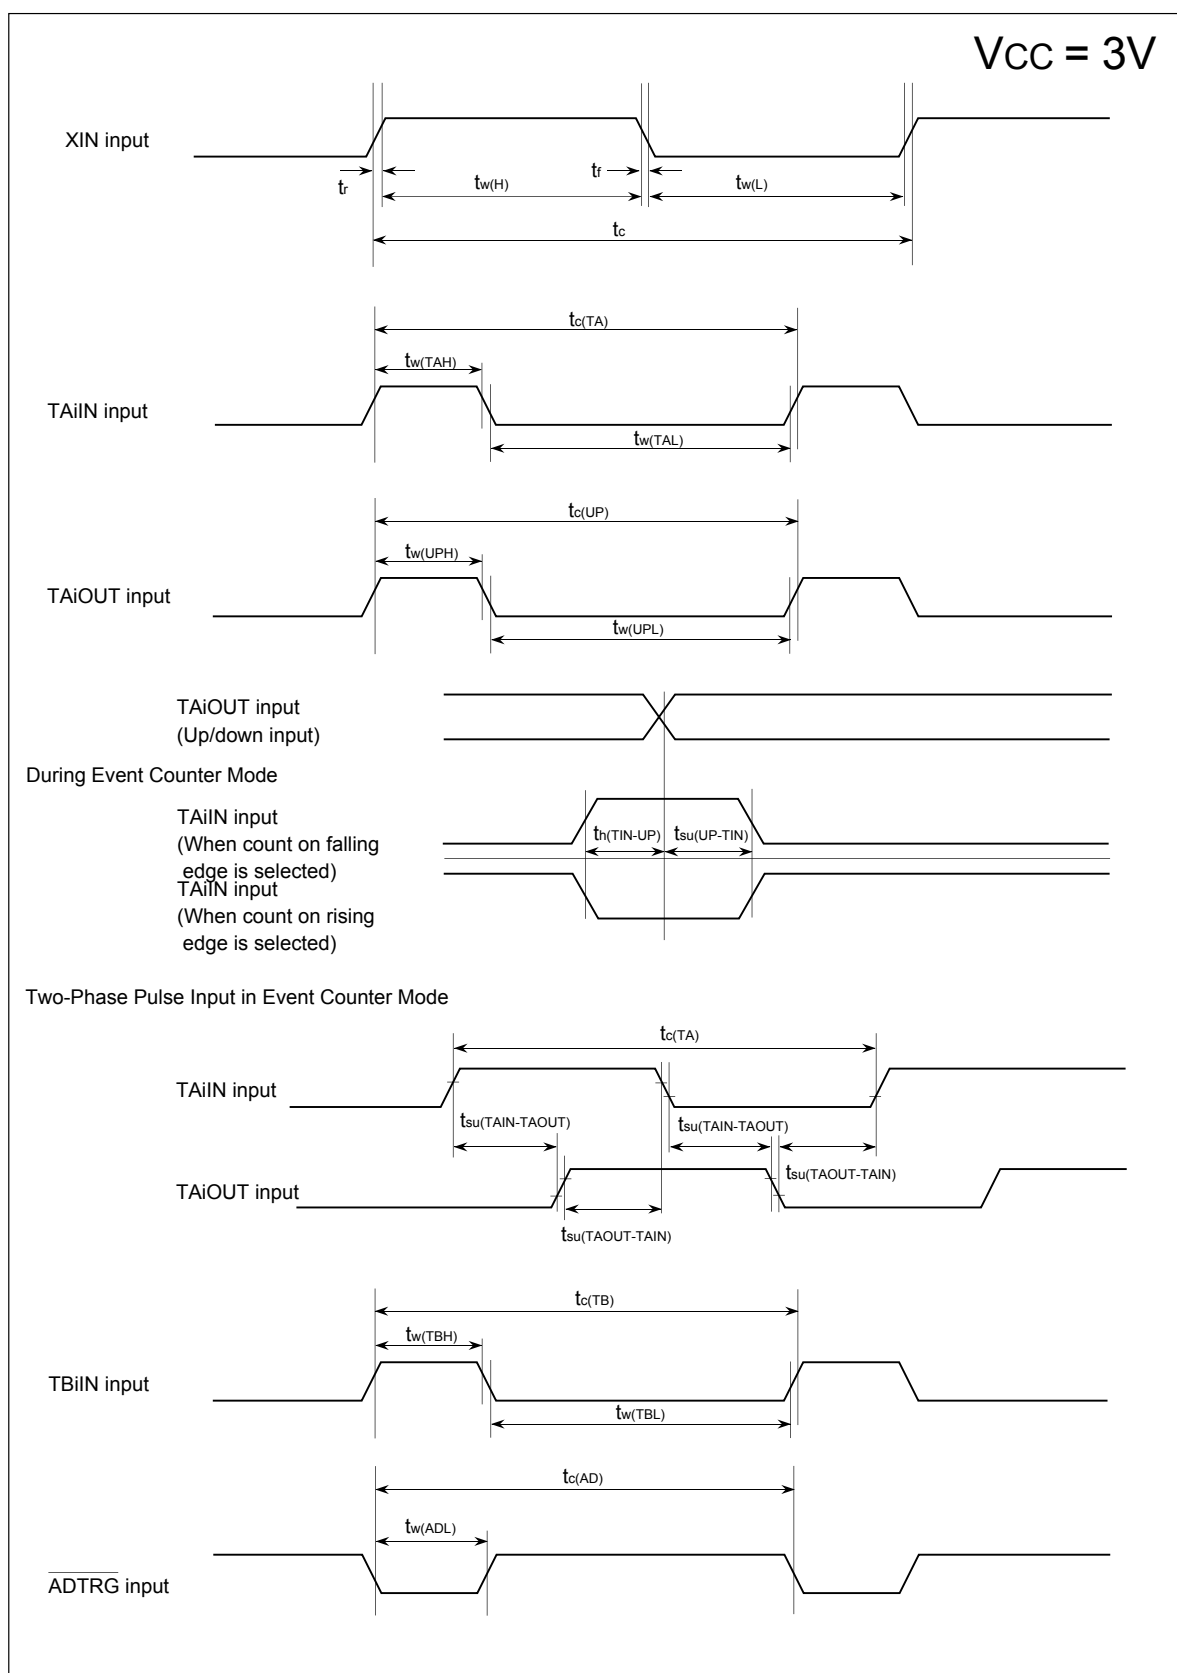 VCC = 3V
XIN input
tr
tw(H)
tf
tw(L)
tc
tc(TA)
tw(TAH)
TAiIN input
tw(TAL)
tc(UP)
tw(UPH)
TAiOUT input
tw(UPL)
TAiOUT input
(Up/down input)
During Event Counter Mode
TAiIN input
(When count on falling
edge is selected)
th(TIN-UP)
tsu(UP-TIN)
TAiIN input
(When count on rising
edge is selected)
Two-Phase Pulse Input in Event Counter Mode
tc(TA)
TAiIN input
tsu(TAIN-TAOUT)
tsu(TAIN-TAOUT)
tsu(TAOUT-TAIN)
TAiOUT input
tsu(TAOUT-TAIN)
tc(TB)
tw(TBH)
TBiIN input
tw(TBL)
tc(AD)
tw(ADL)
ADTRG input